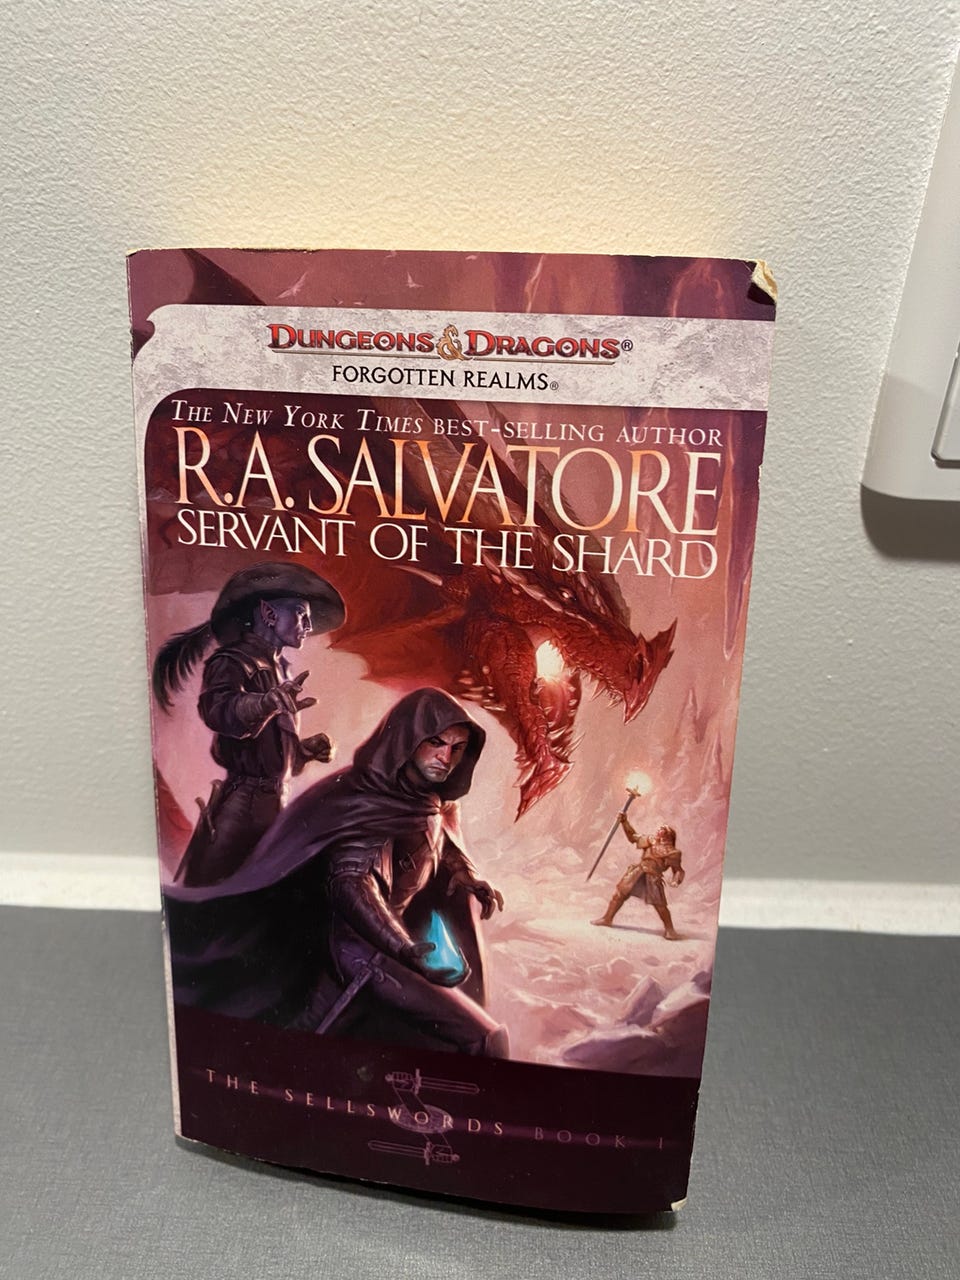 DUNGEONS & DRAGONS®
FORGOTTEN REALMS®
THE NEW YORK TIMES BEST-SELLING AUTHOR
R.A. SALVATORE
SERVANT OF THE SHARD
THE SELLSWORDS BOOK I